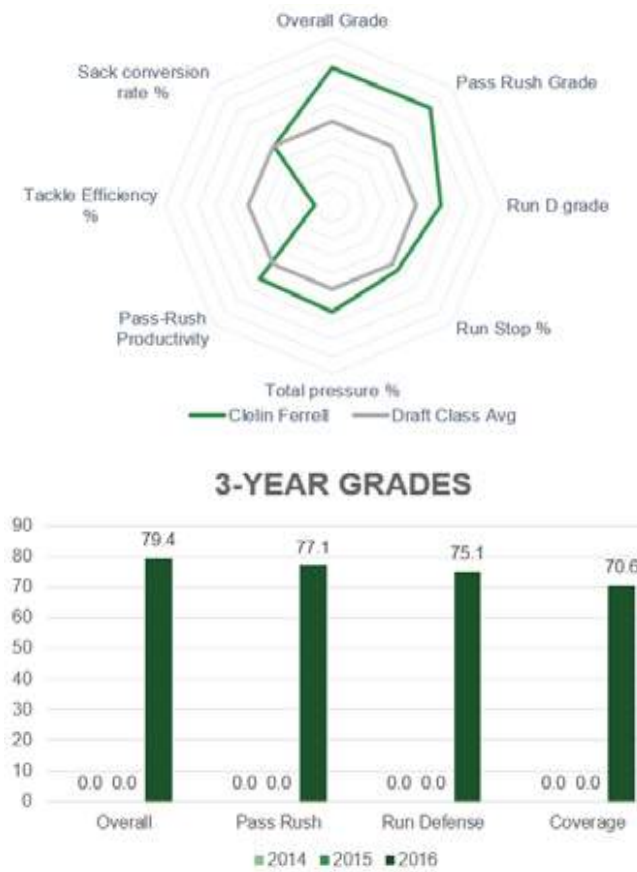 Overall Grade
Sack conversion
rate %
Pass Rush Grade
Tackle Efficiency
%
Run D grade
Pass-Rush
Productivity
Run Stop %
Total pressure %
Clelin Ferrell
Draft Class Avg
3-YEAR GRADES
90
80
70
60
50
40
30
20
10
0
79.4
77.1
75.1
70.6
0.0 0.0
0.0 0.0
0.0 0.0
0.0 0.0
Overall
Pass Rush
Run Defense
Coverage
2014 2015 2016